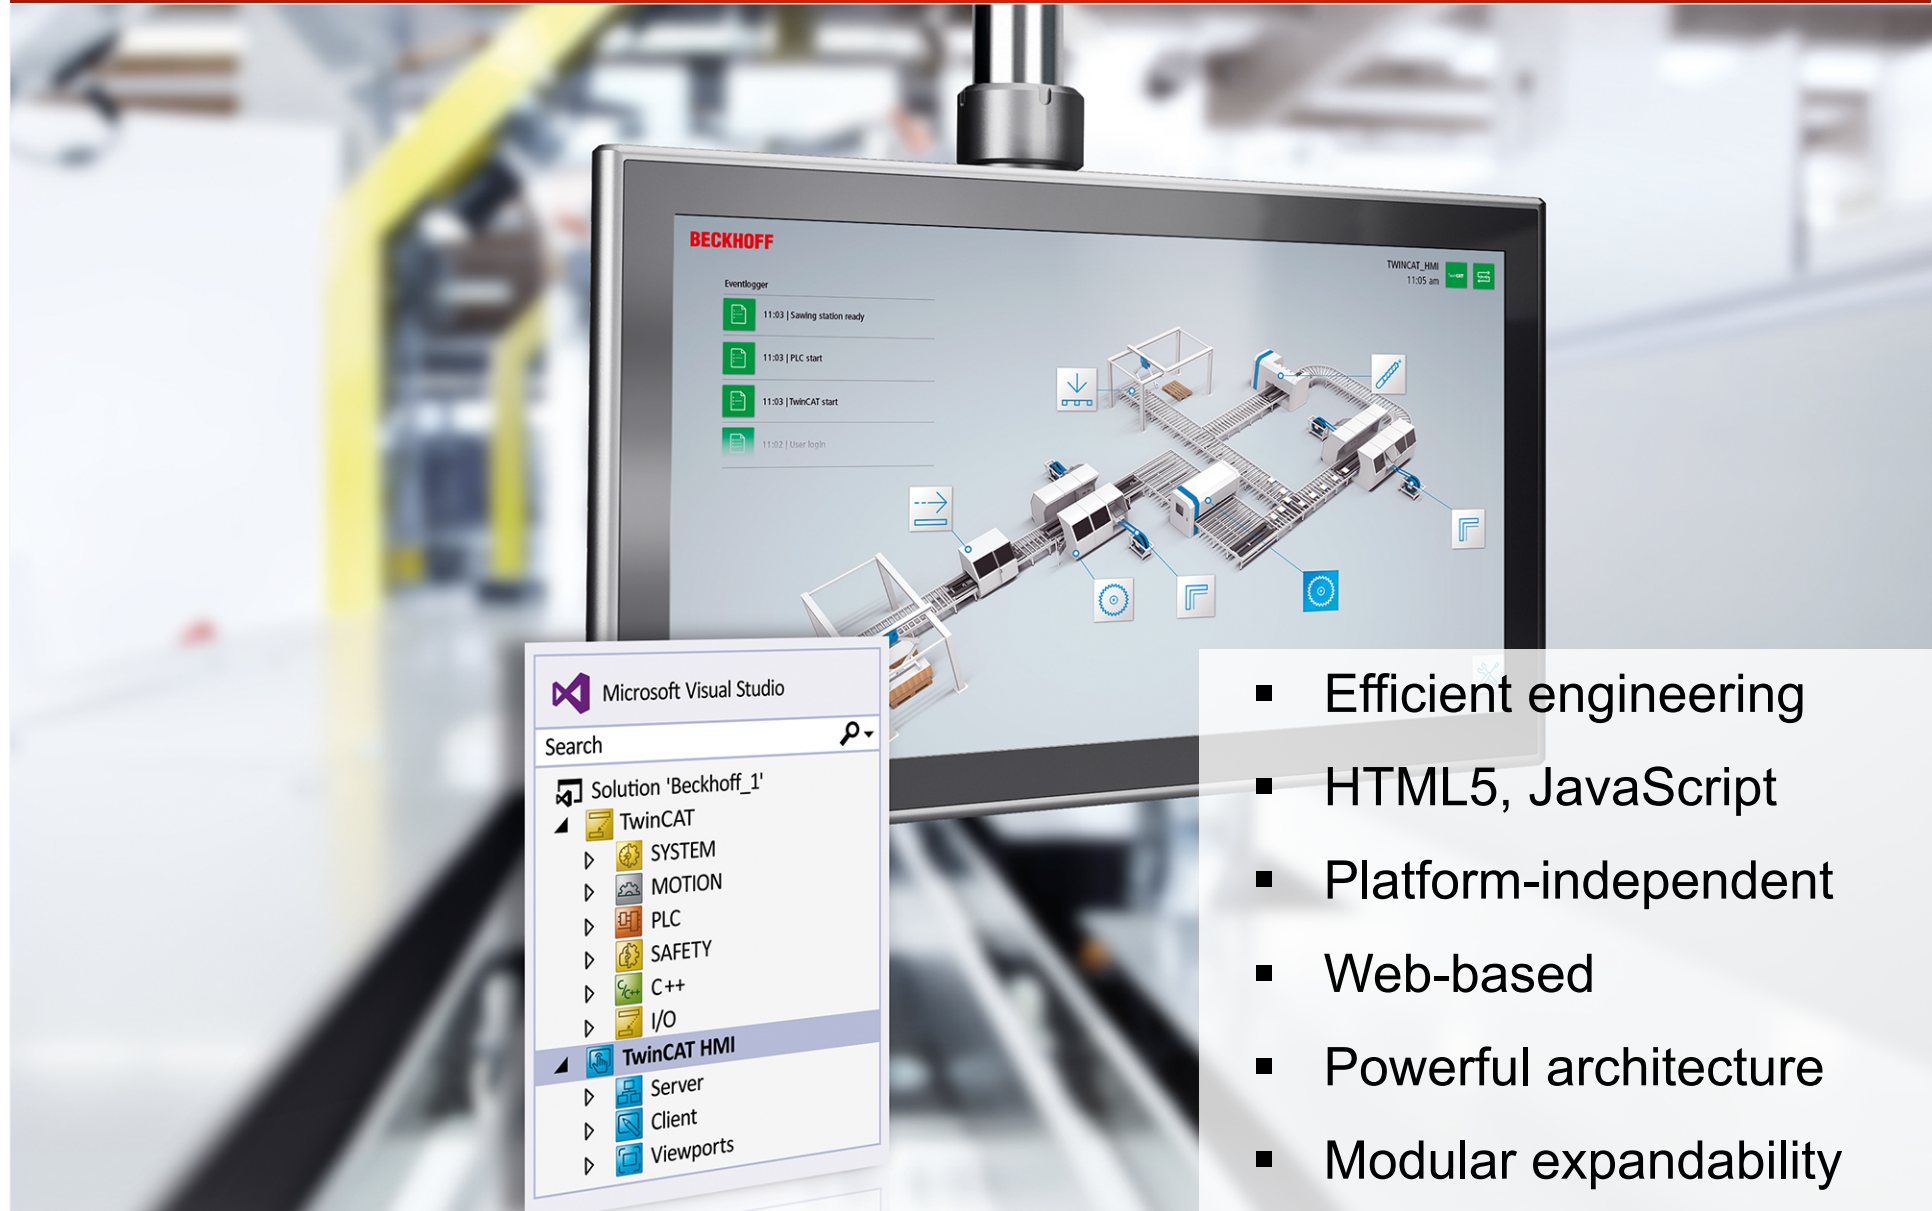 BECKHOFF
TWINCAT_HMI
11:05 am
TwinCAT
Eventlogger
11:03 | Sawing station ready
11:03 | PLC start
11:03 | TwinCAT start
11:02 | User login
Microsoft Visual Studio
Search
Solution 'Beckhoff_1'
TwinCAT
SYSTEM
MOTION
PLC
SAFETY
C/C++
C++
I/O
TwinCAT HMI
Server
Client
Viewports
▪ Efficient engineering
▪ HTML5, JavaScript
▪ Platform-independent
▪ Web-based
▪ Powerful architecture
▪ Modular expandability